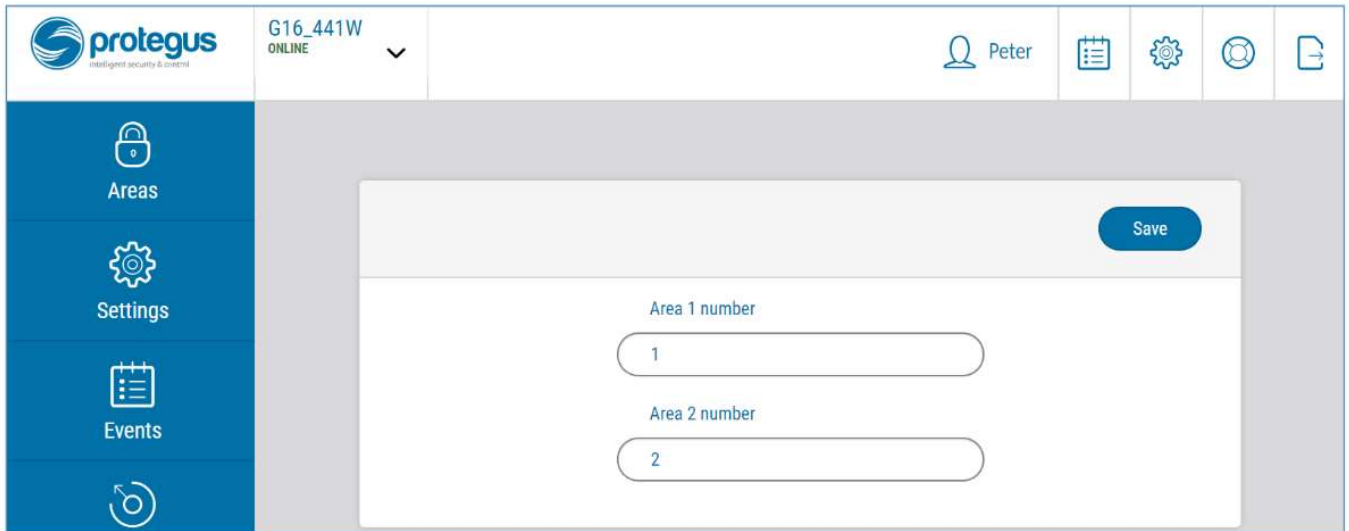 protegus
intelligent security & control
G16_441W
ONLINE
Peter
Areas
Settings
Events
Save
Area 1 number
1
Area 2 number
2